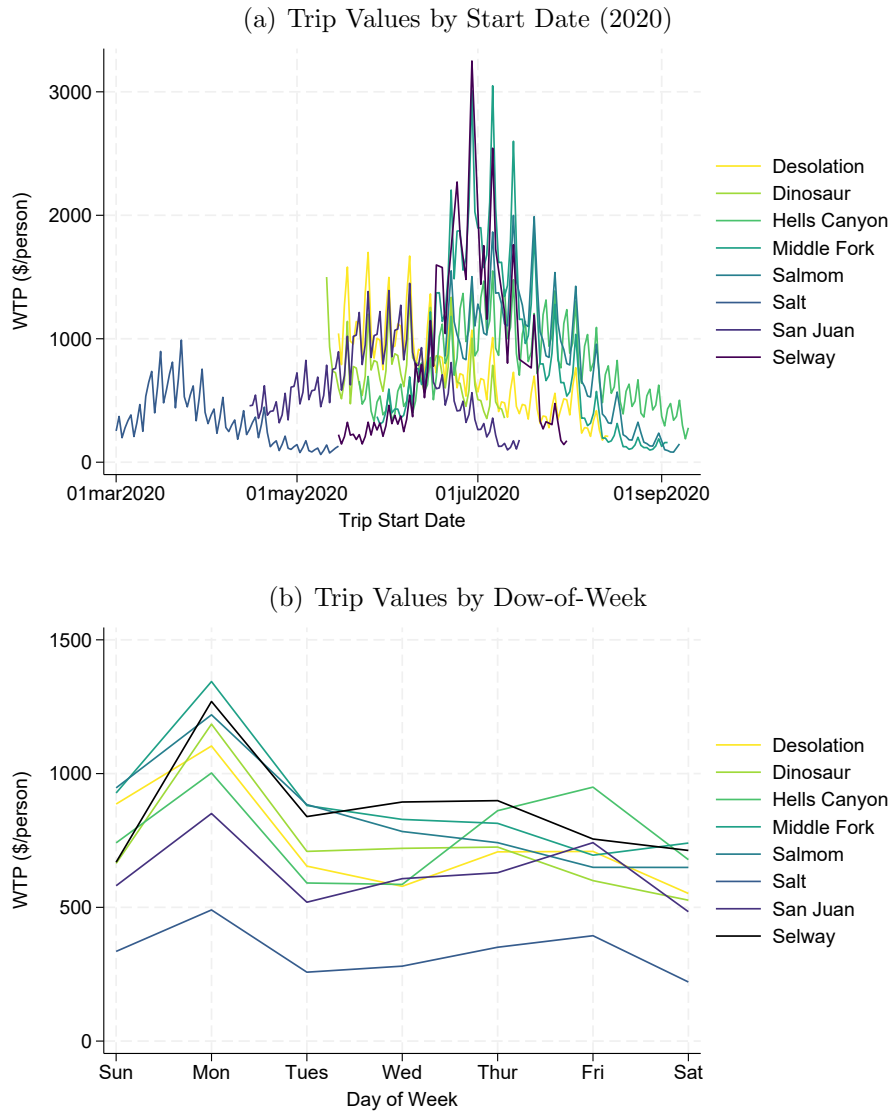 (a) Trip Values by Start Date (2020)
WTP ($/person)
3000
2000
1000
0
01mar2020 01may2020 01jul2020 01sep2020
Trip Start Date
Desolation
Dinosaur
Hells Canyon
Middle Fork
Salmom
Salt
San Juan
Selway
(b) Trip Values by Dow-of-Week
WTP ($/person)
1500
1000
500
0
Sun Mon Tues Wed Thur Fri Sat
Day of Week
Desolation
Dinosaur
Hells Canyon
Middle Fork
Salmom
Salt
San Juan
Selway